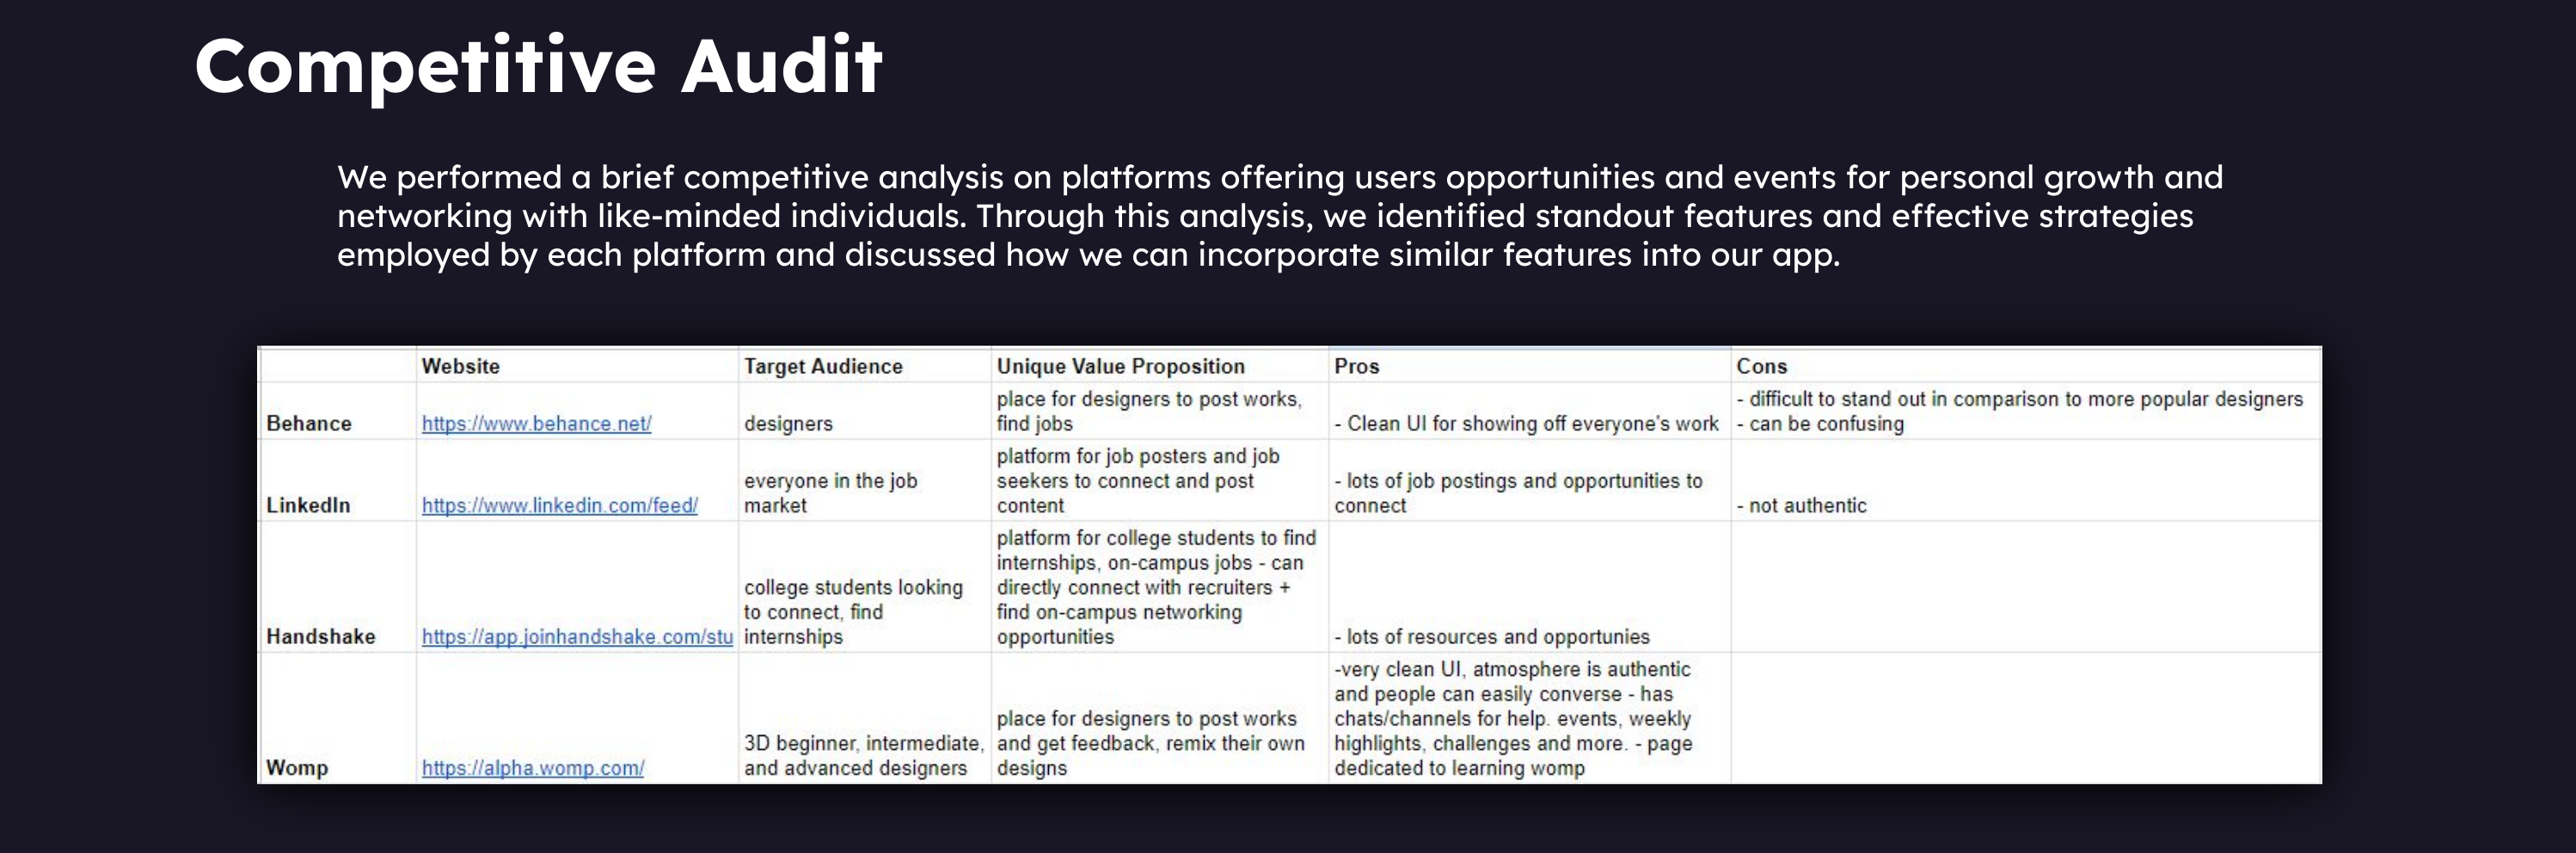 Competitive Audit
We performed a brief competitive analysis on platforms offering users opportunities and events for personal growth and
networking with like-minded individuals. Through this analysis, we identified standout features and effective strategies
employed by each platform and discussed how we can incorporate similar features into our app.
Website
Target Audience
Unique Value Proposition
Pros
Cons
Behance
https://www.behance.net/
designers
place for designers to post works,
find jobs
- Clean UI for showing off everyone's work
- difficult to stand out in comparison to more popular designers
- can be confusing
LinkedIn
https://www.linkedin.com/feed/
everyone in the job
market
platform for job posters and job
seekers to connect and post
content
- lots of job postings and opportunities to
connect
- not authentic
Handshake
https://app.joinhandshake.com/stu
college students looking
to connect, find
internships
platform for college students to find
internships, on-campus jobs - can
directly connect with recruiters +
find on-campus networking
opportunities
- lots of resources and opportunies
Womp
https://alpha.womp.com/
3D beginner, intermediate,
and advanced designers
place for designers to post works
and get feedback, remix their own
designs
-very clean UI, atmosphere is authentic
and people can easily converse - has
chats/channels for help. events, weekly
highlights, challenges and more. - page
dedicated to learning womp